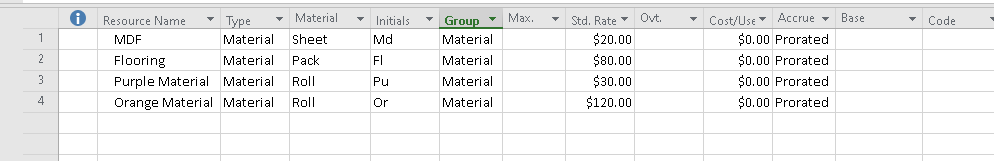 Resource Name Type Material Initials Group Max. Std. Rate Ovt. Cost/Use Accrue Base Code
1 MDF Material Sheet Md Material $20.00 $0.00 Prorated
2 Flooring Material Pack Fl Material $80.00 $0.00 Prorated
3 Purple Material Material Roll Pu Material $30.00 $0.00 Prorated
4 Orange Material Material Roll Or Material $120.00 $0.00 Prorated